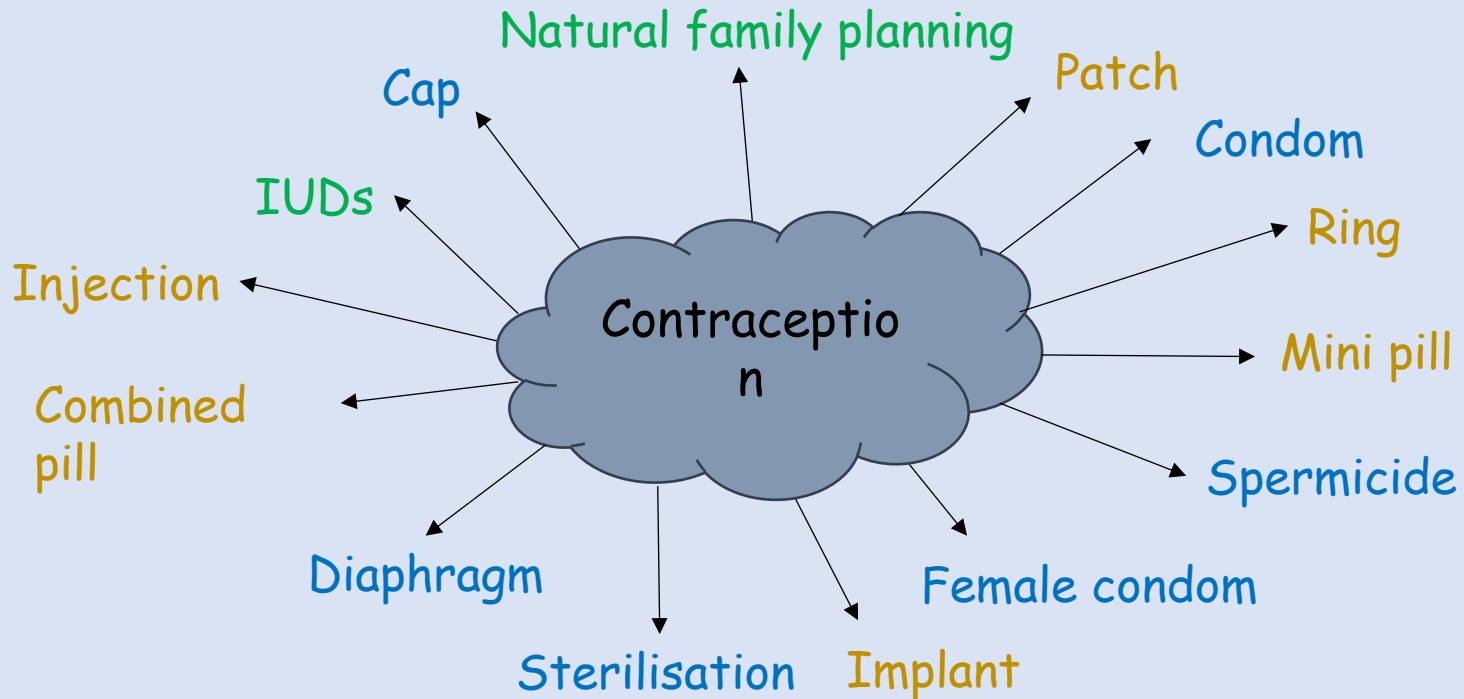 Natural family planning
Patch
Cap
Condom
IUDs
Ring
Injection
Contraceptio
n
Mini pill
Combined
pill
Spermicide
Diaphragm
Female condom
Sterilisation
Implant